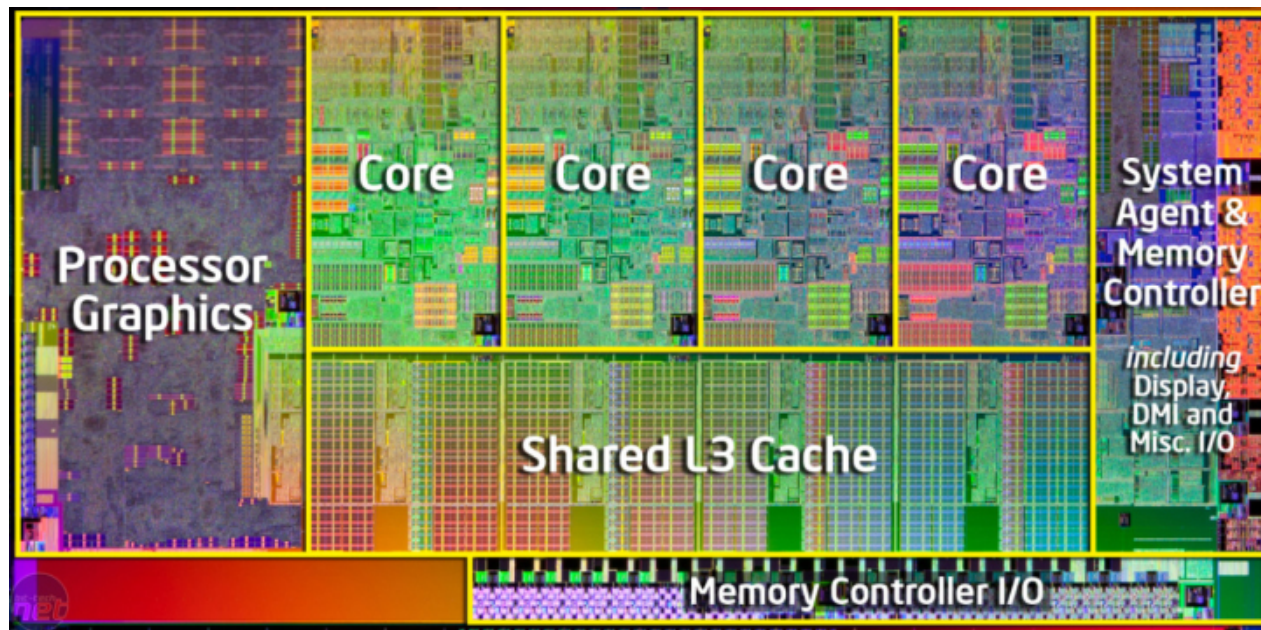 Processor
Graphics
Core
Core
Core
Core
System
Agent &
Memory
Controller
including
Display,
DMI and
Misc. I/O
Shared L3 Cache
Memory Controller I/O
net